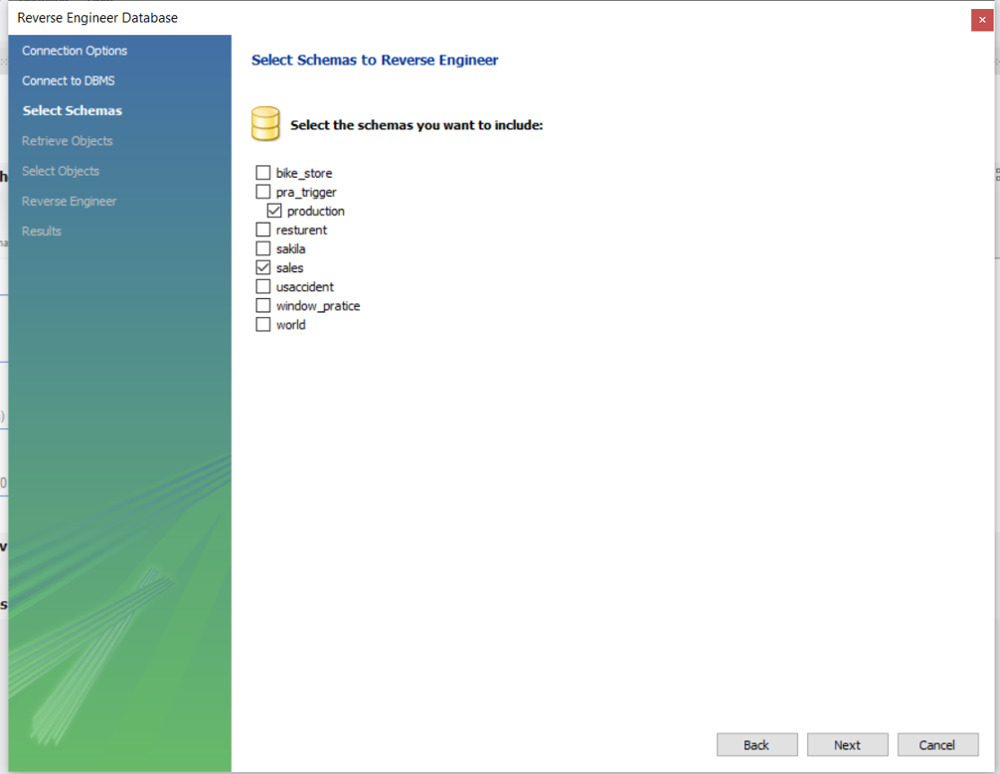 Reverse Engineer Database
Connection Options
Connect to DBMS
Select Schemas
Retrieve Objects
Select Objects
Reverse Engineer
Results
Select Schemas to Reverse Engineer
Select the schemas you want to include:
bike_store
pra_trigger
production
resturent
sakila
sales
usaccident
window_pratice
world
Back Next Cancel